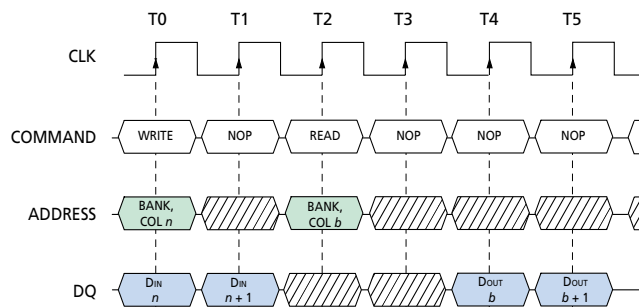 T0 T1 T2 T3 T4 T5
CLK
COMMAND WRITE NOP READ NOP NOP NOP
ADDRESS BANK, COL n BANK, COL b
DQ DIN n DIN n + 1 DOUT b DOUT b + 1